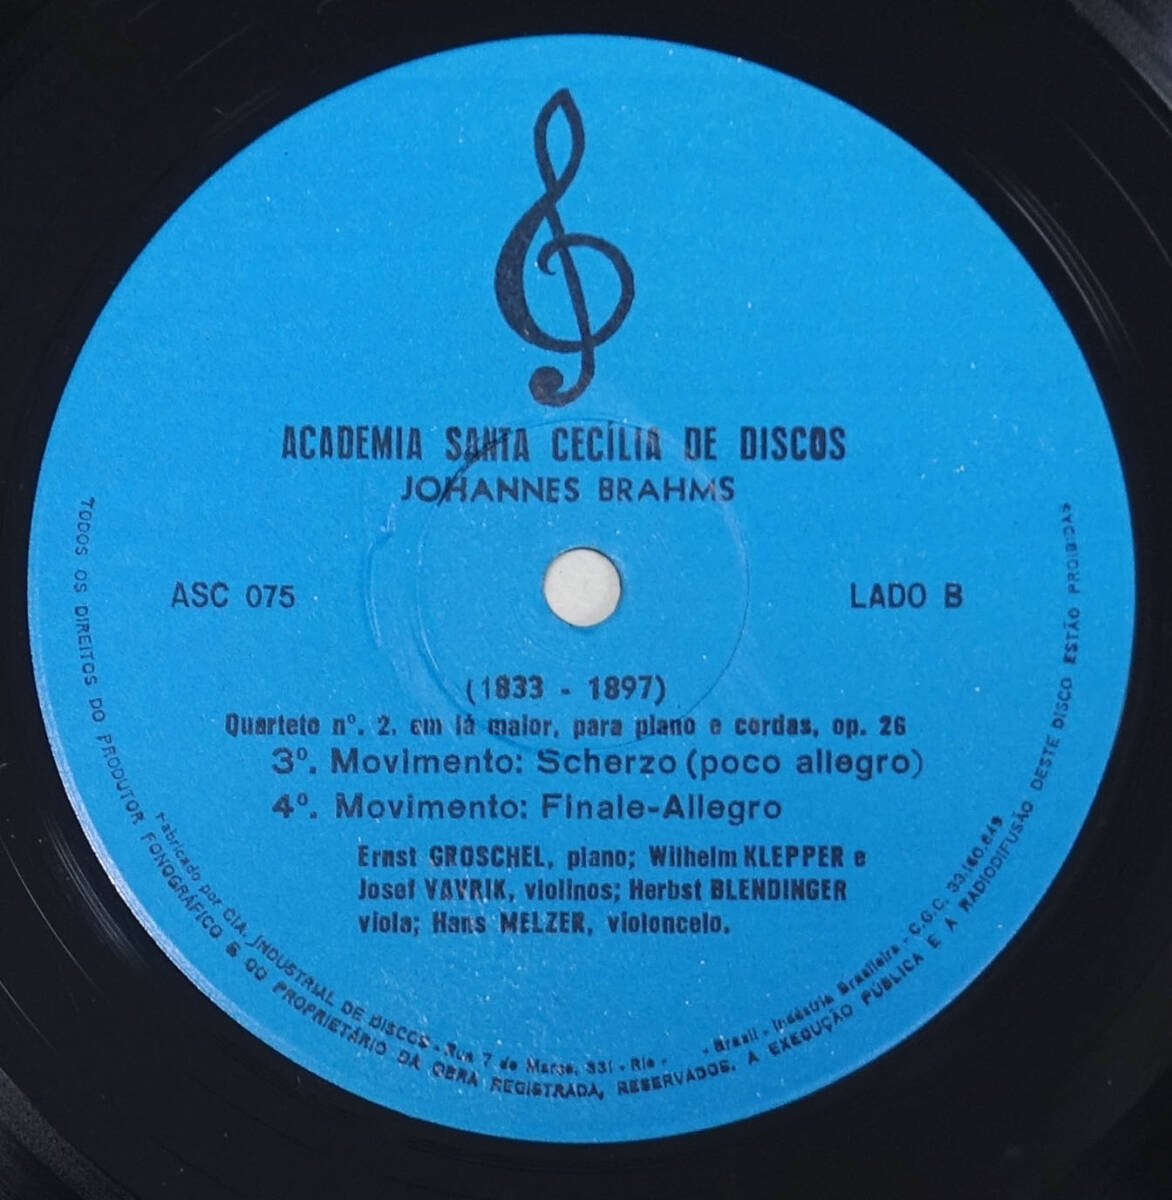 ACADEMIA SANTA CECÍLIA DE DISCOS
JOHANNES BRAHMS
ASC 075
LADO B
(1833 - 1897)
Quarteto nº. 2, em lá maior, para piano e cordas, op. 26
3º. Movimento: Scherzo (poco allegro)
4º. Movimento: Finale-Allegro
Ernst GROSCHEL, piano; Wilhelm KLEPPER e
Josef VAVRIK, violinos; Herbst BLENDINGER
viola; Hans MELZER, violoncelo.
Fabricado por CIA. INDUSTRIAL DE DISCOS - Rua 7 de Março, 331 - Rio - - Brasil - Indústria Brasileira - C.G.C. 33.160.649
TODOS OS DIREITOS DO PRODUTOR FONOGRÁFICO E DO PROPRIETÁRIO DA OBRA REGISTRADA, RESERVADOS. A EXECUÇÃO PÚBLICA E A RADIODIFUSÃO DESTE DISCO ESTÃO PROIBIDAS